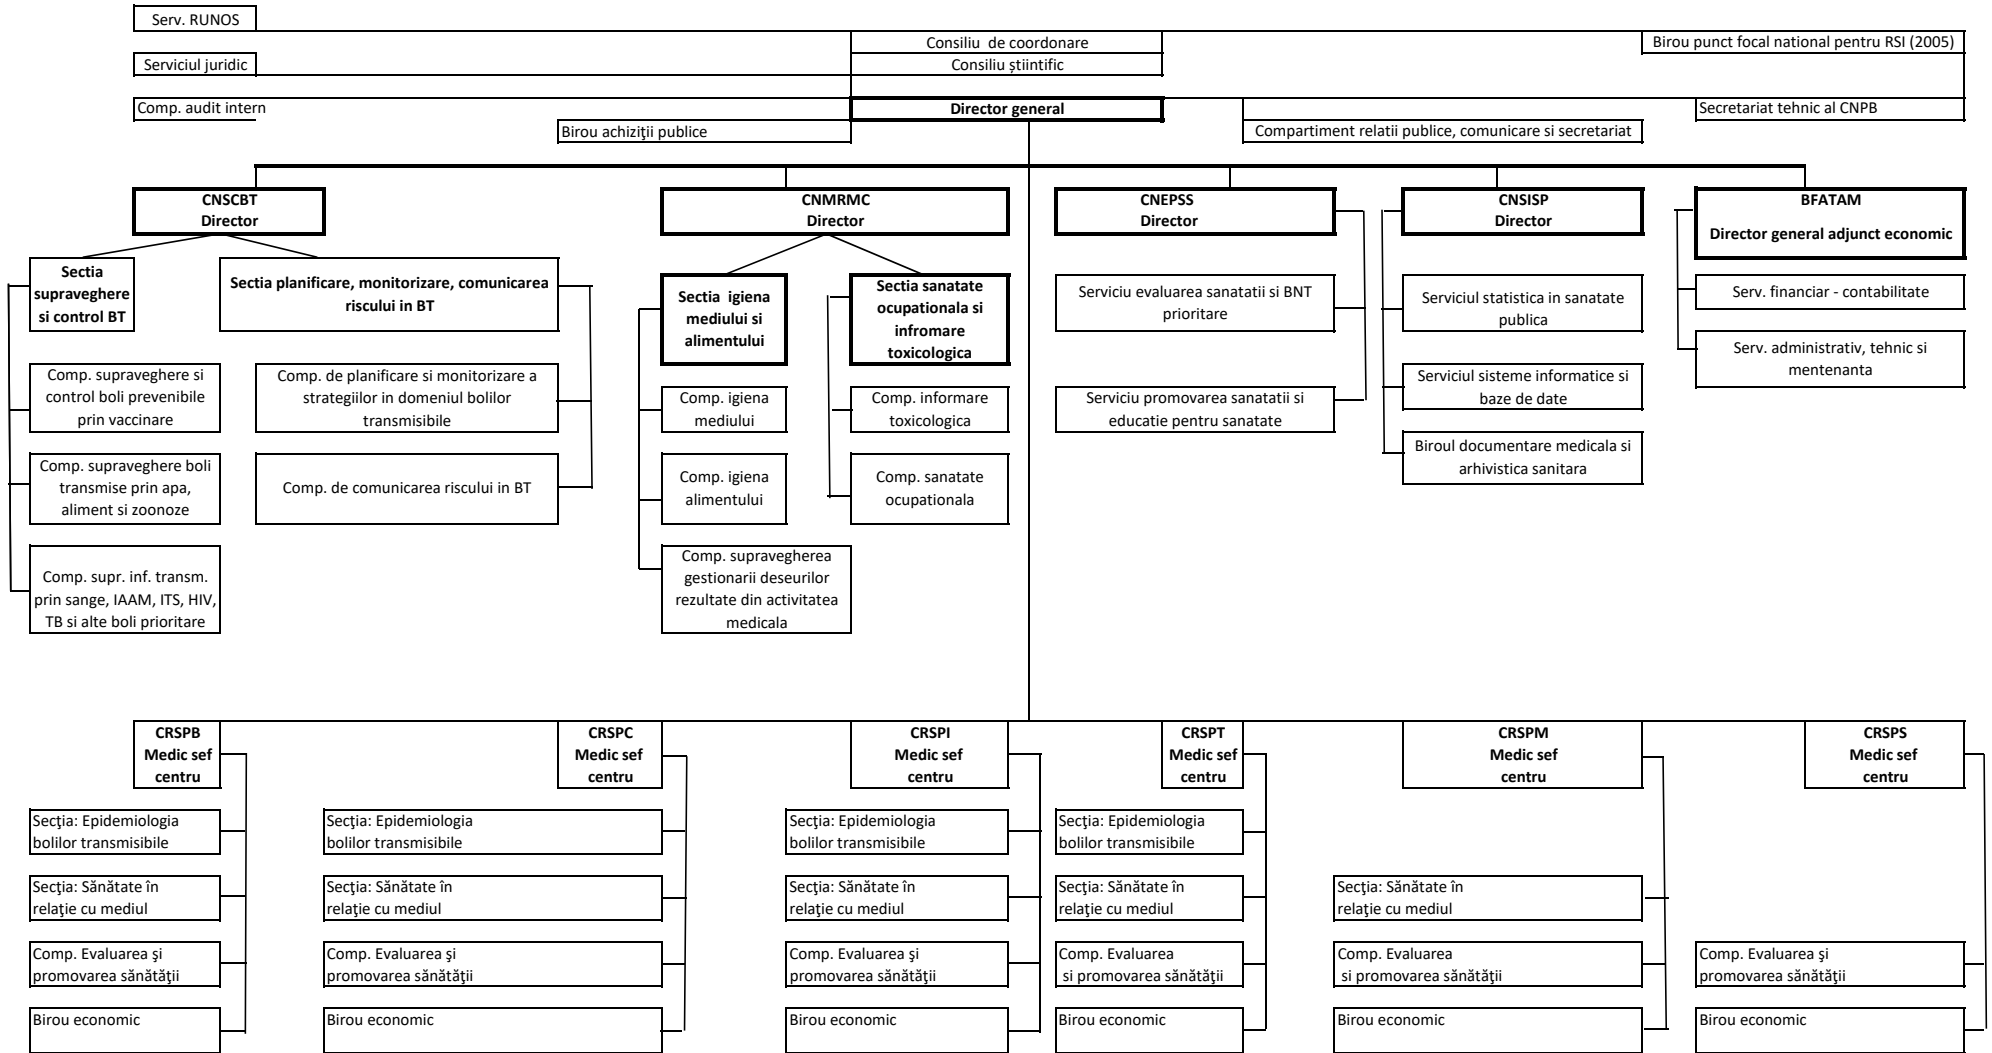 Serv. RUNOS
Consiliu de coordonare
Birou punct focal national pentru RSI (2005)
Serviciul juridic
Consiliu științific
Comp. audit intern
Director general
Secretariat tehnic al CNPB
Birou achiziţii publice
Compartiment relatii publice, comunicare si secretariat
CNSCBT
Director
CNMRMC
Director
CNEPSS
Director
CNSISP
Director
BFATAM
Director general adjunct economic
Sectia
supraveghere
si control BT
Sectia planificare, monitorizare, comunicarea
riscului in BT
Sectia igiena
mediului si
alimentului
Sectia sanatate
ocupationala si
infromare
toxicologica
Serviciu evaluarea sanatatii si BNT
prioritare
Serviciul statistica in sanatate
publica
Serv. financiar - contabilitate
Serv. administrativ, tehnic si
mentenanta
Comp. supraveghere si
control boli prevenibile
prin vaccinare
Comp. de planificare si monitorizare a
strategiilor in domeniul bolilor
transmisibile
Comp. igiena
mediului
Comp. informare
toxicologica
Serviciu promovarea sanatatii si
educatie pentru sanatate
Serviciul sisteme informatice si
baze de date
Comp. supraveghere boli
transmise prin apa,
aliment si zoonoze
Comp. de comunicarea riscului in BT
Comp. igiena
alimentului
Comp. sanatate
ocupationala
Biroul documentare medicala si
arhivistica sanitara
Comp. supr. inf. transm.
prin sange, IAAM, ITS, HIV,
TB si alte boli prioritare
Comp. supravegherea
gestionarii deseurilor
rezultate din activitatea
medicala
CRSPB
Medic sef
centru
CRSPC
Medic sef
centru
CRSPI
Medic sef
centru
CRSPT
Medic sef
centru
CRSPM
Medic sef
centru
CRSPS
Medic sef
centru
Secţia: Epidemiologia
bolilor transmisibile
Secţia: Epidemiologia
bolilor transmisibile
Secţia: Epidemiologia
bolilor transmisibile
Secţia: Epidemiologia
bolilor transmisibile
Secţia: Sănătate în
relaţie cu mediul
Secţia: Sănătate în
relaţie cu mediul
Secţia: Sănătate în
relaţie cu mediul
Secţia: Sănătate în
relaţie cu mediul
Secţia: Sănătate în
relaţie cu mediul
Comp. Evaluarea şi
promovarea sănătăţii
Comp. Evaluarea şi
promovarea sănătăţii
Comp. Evaluarea şi
promovarea sănătăţii
Comp. Evaluarea
si promovarea sănătăţii
Comp. Evaluarea
si promovarea sănătăţii
Comp. Evaluarea şi
promovarea sănătăţii
Birou economic
Birou economic
Birou economic
Birou economic
Birou economic
Birou economic